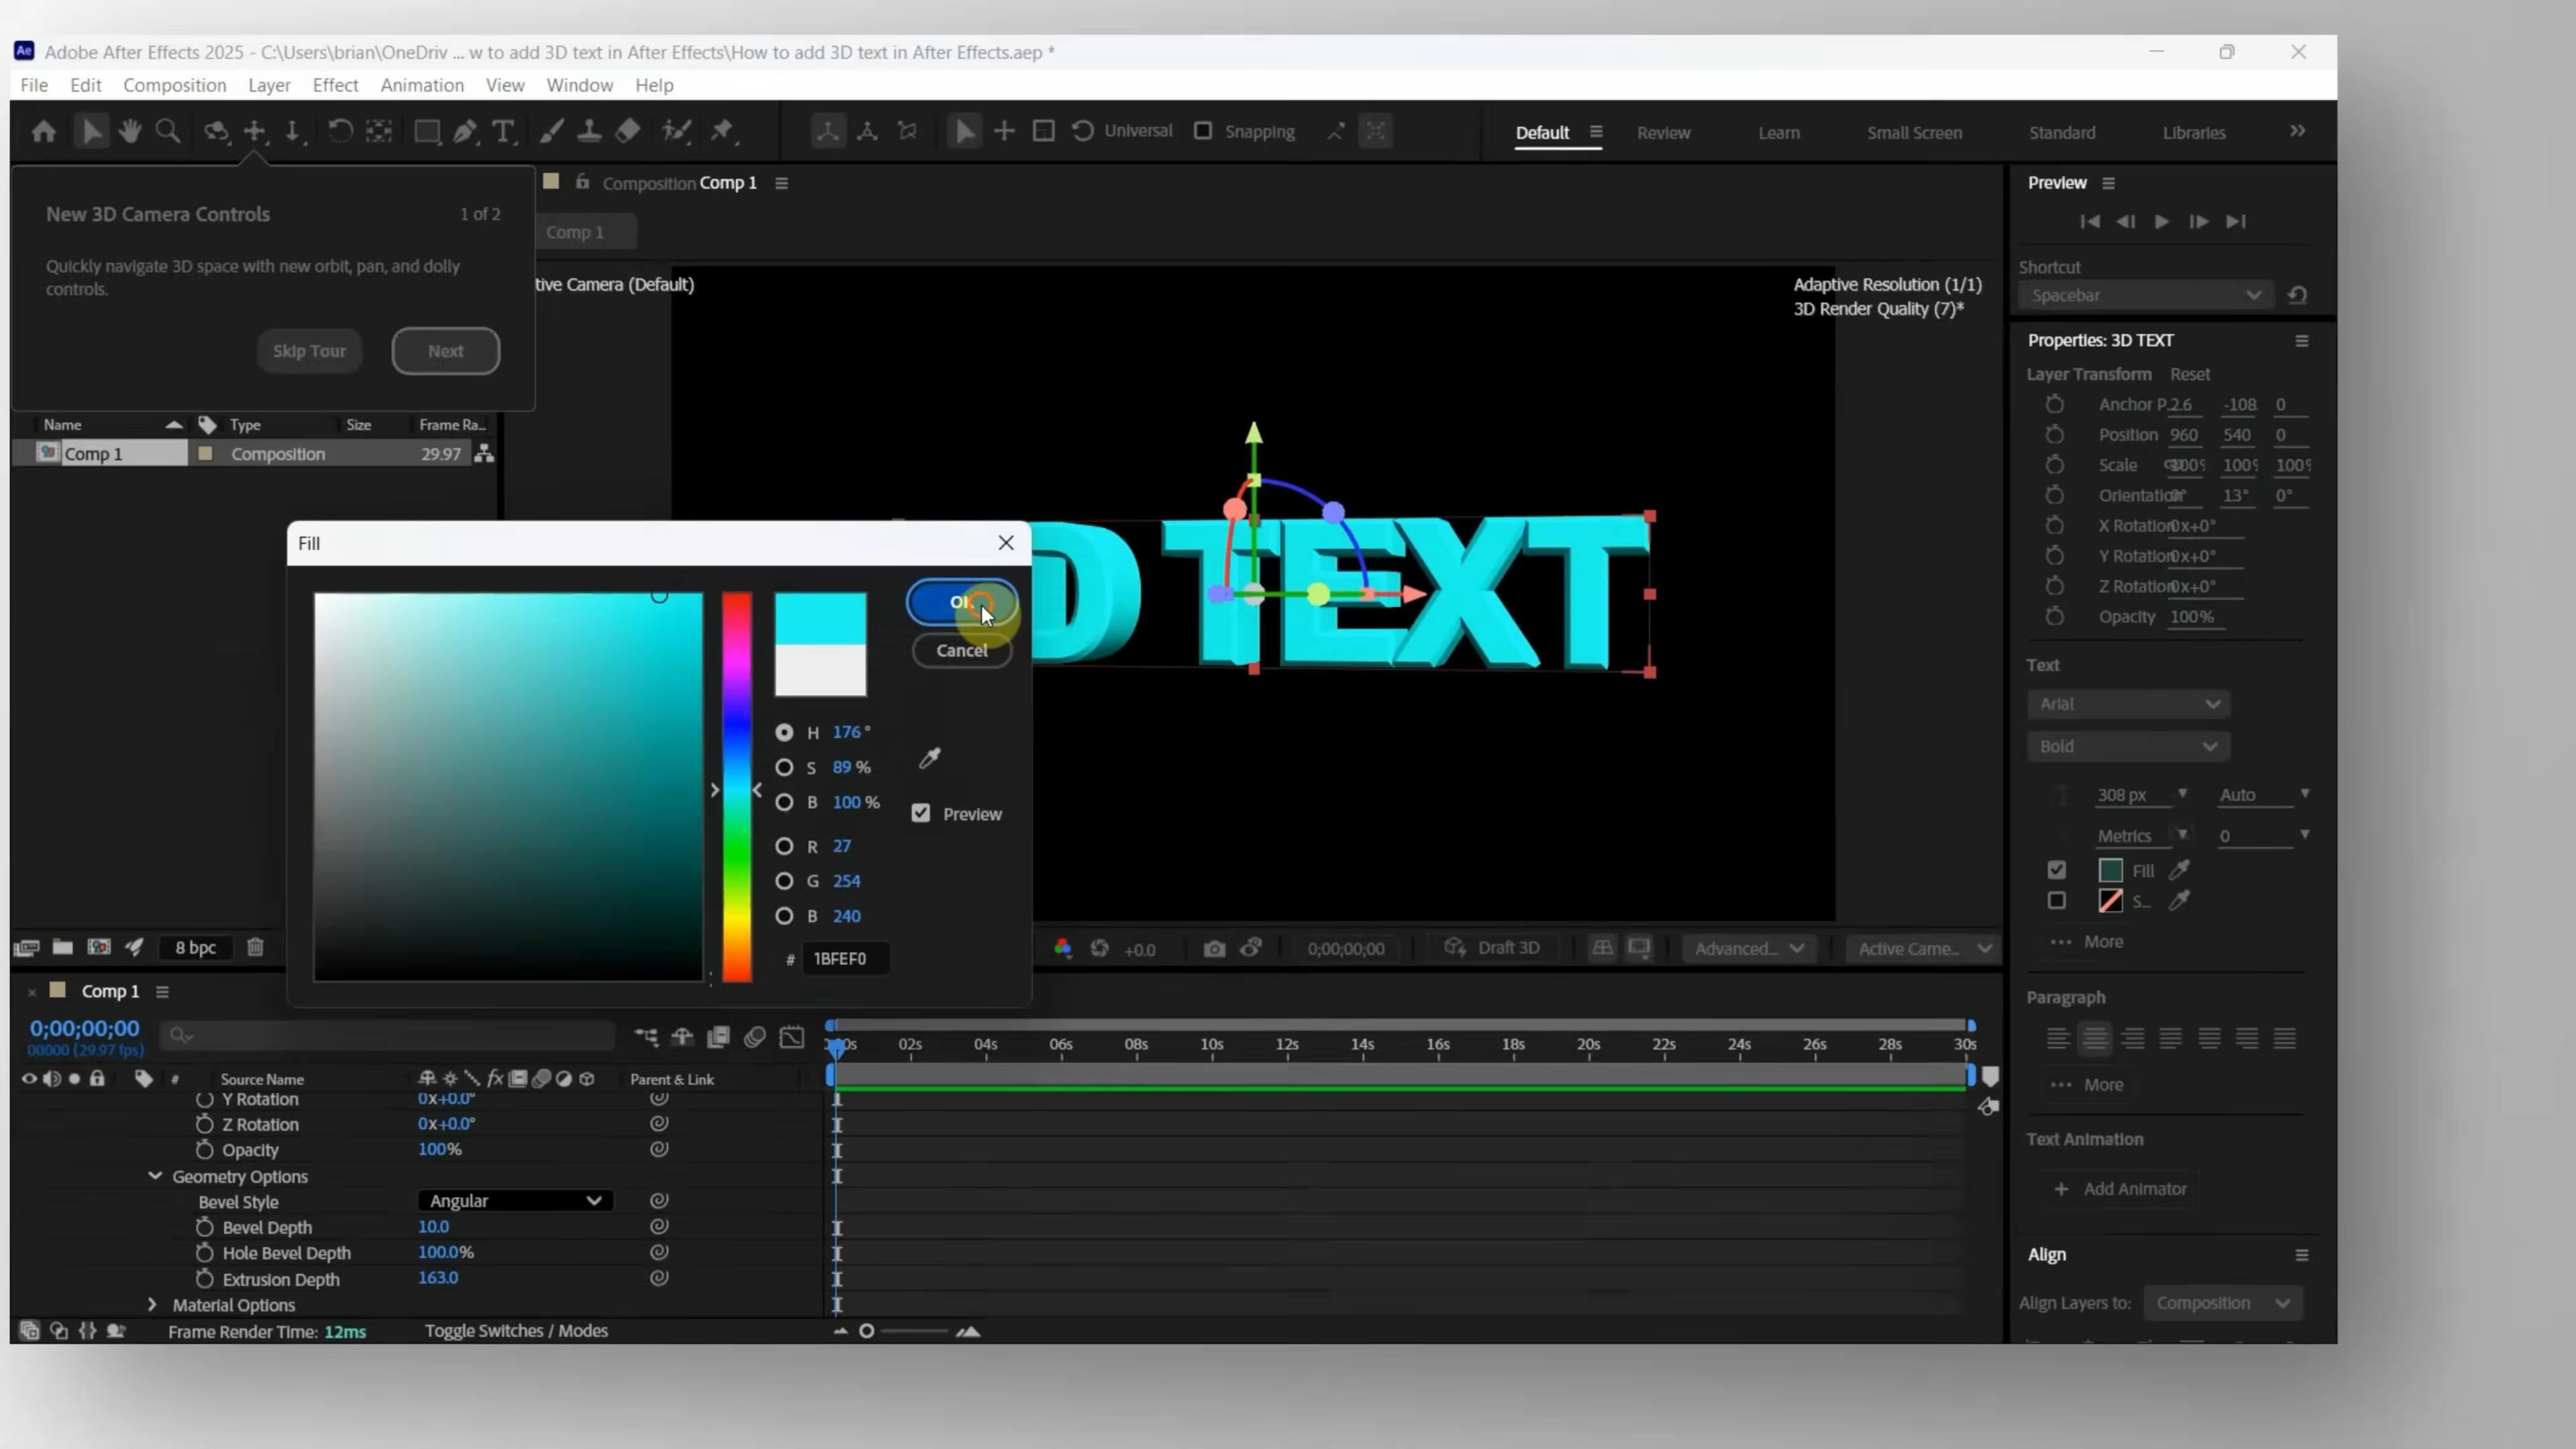 Adobe After Effects 2025 - C:\Users\brian\OneDriv ... w to add 3D text in After Effects\How to add 3D text in After Effects.aep *
File Edit Composition Layer Effect Animation View Window Help
Universal Snapping Default Review Learn Small Screen Standard Libraries
New 3D Camera Controls 1 of 2
Quickly navigate 3D space with new orbit, pan, and dolly
controls.
Skip Tour Next
Composition Comp 1
Comp 1
tive Camera (Default)
Adaptive Resolution (1/1)
3D Render Quality (7)*
Name Type Size Frame Ra...
Comp 1 Composition 29.97
D TEXT
Fill
OK
Cancel
H 176 °
S 89 %
B 100 %
Preview
R 27
G 254
B 240
# 1BFEF0
8 bpc
+0.0 0;00;00;00 Draft 3D Advanced... Active Came...
Preview
Shortcut
Spacebar
Properties: 3D TEXT
Layer Transform Reset
Anchor P... 2.6 -108 0
Position 960 540 0
Scale 100% 100% 100%
Orientation 0° 13° 0°
X Rotation 0x+0°
Y Rotation 0x+0°
Z Rotation 0x+0°
Opacity 100%
Text
Arial
Bold
308 px Auto
Metrics 0
Fill
S...
More
Paragraph
More
Text Animation
+ Add Animator
Align
Align Layers to: Composition
Comp 1
0;00;00;00
00000 (29.97 fps)
02s 04s 06s 08s 10s 12s 14s 16s 18s 20s 22s 24s 26s 28s 30s
# Source Name fx Parent & Link
Y Rotation 0x+0.0°
Z Rotation 0x+0.0°
Opacity 100%
Geometry Options
Bevel Style Angular
Bevel Depth 10.0
Hole Bevel Depth 100.0%
Extrusion Depth 163.0
Material Options
Frame Render Time: 12ms Toggle Switches / Modes